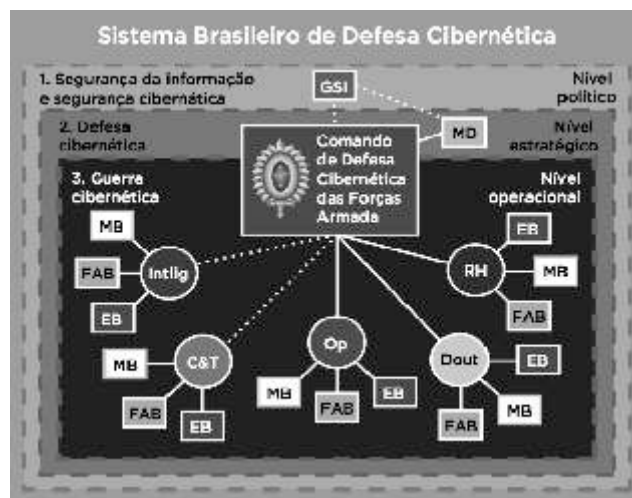 Sistema Brasileiro de Defesa Cibernética
1. Segurança da informação
e segurança cibernática
GSI
Nível
político
2. Defesa
cibernética
MD
Nível
estratégico
Comando
de Defesa
Cibernética
das Forças
Armada
3. Guerra
cibernética
Nível
operacional
MB
FAB
EB
Intlig
EB
MB
FAB
RH
MB
FAB
EB
C&T
Op
MB
FAB
EB
Dout
EB
MB
FAB